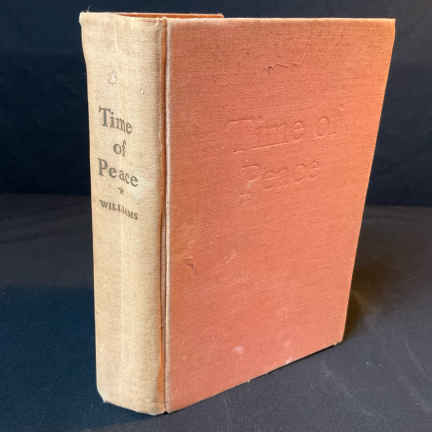 Time
of
Peace
WILLIAMS
Time of
Peace